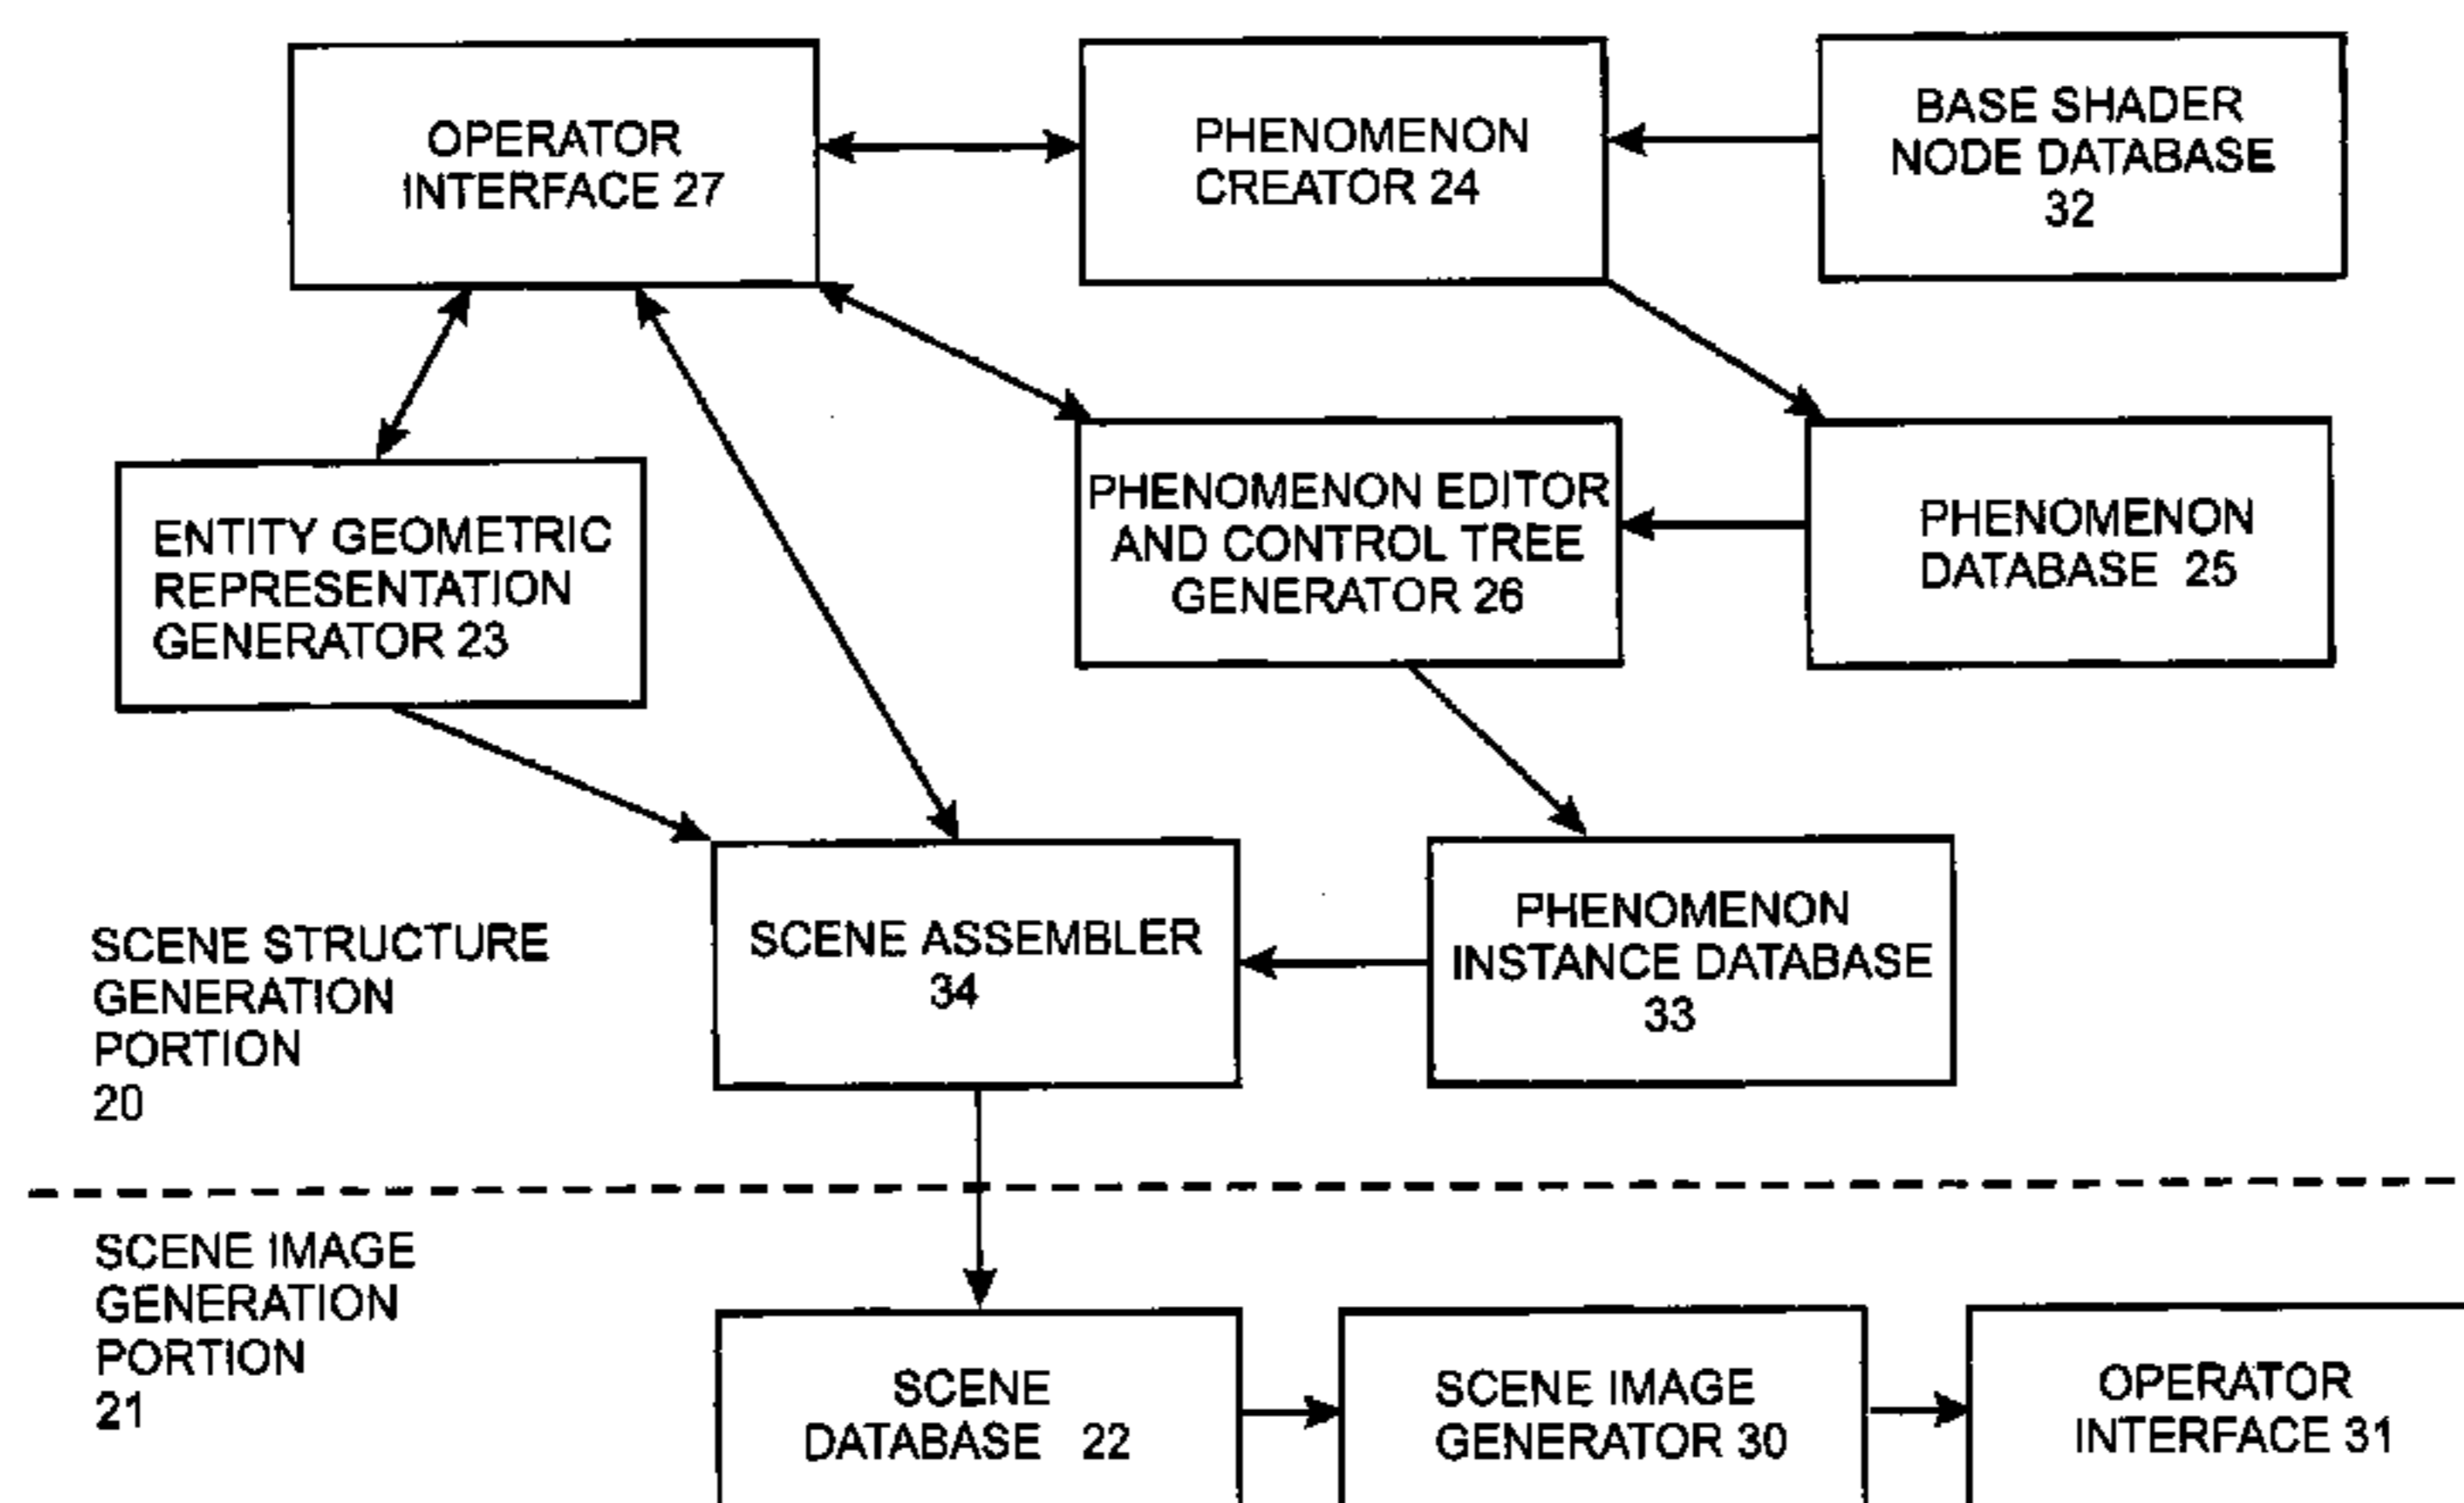 OPERATOR
INTERFACE 27
PHENOMENON
CREATOR 24
BASE SHADER
NODE DATABASE
32
ENTITY GEOMETRIC
REPRESENTATION
GENERATOR 23
PHENOMENON EDITOR
AND CONTROL TREE
GENERATOR 26
PHENOMENON
DATABASE 25
SCENE STRUCTURE
GENERATION
PORTION
20
SCENE ASSEMBLER
34
PHENOMENON
INSTANCE DATABASE
33
SCENE IMAGE
GENERATION
PORTION
21
SCENE
DATABASE 22
SCENE IMAGE
GENERATOR 30
OPERATOR
INTERFACE 31